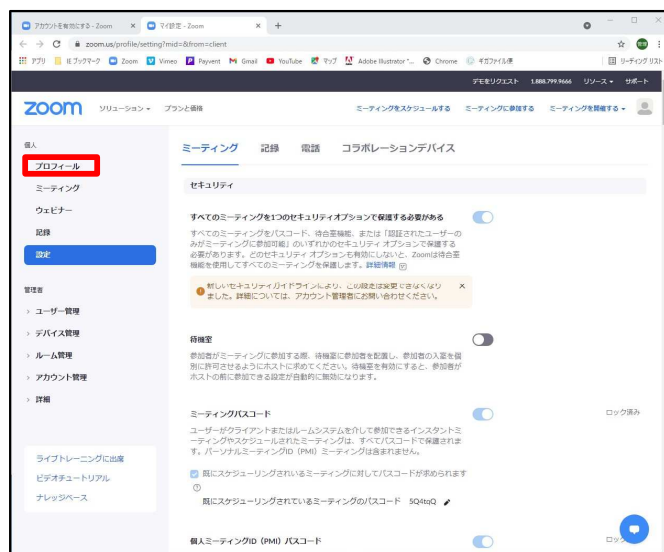 アカウントを有効にする - Zoom
マイ設定 - Zoom
zoom.us/profile/setting?mid=&from=client
アプリ
Zoom
Vimeo
Payvent
Gmail
YouTube
マップ
Adobe Illustrator "...
Chrome
ギガファイル便
リーディング リスト
デモをリクエスト 1.888.799.9666 リソース サポート
zoom ソリューション プランと価格 ミーティングをスケジュールする ミーティングに参加する ミーティングを開催する
個人
プロフィール
ミーティング
ウェビナー
記録
設定
管理者
ユーザー管理
デバイス管理
ルーム管理
アカウント管理
詳細
ライブトレーニングに出席
ビデオチュートリアル
ナレッジベース
ミーティング 記録 電話 コラボレーションデバイス
セキュリティ
すべてのミーティングを1つのセキュリティオプションで保護する必要がある
すべてのミーティングをパスコード、待合室機能、または「認証されたユーザーの
みがミーティングに参加可能」のいずれかのセキュリティ オプションで保護する
必要があります。どのセキュリティ オプションも有効にしないと、Zoomは待合室
機能を使用してすべてのミーティングを保護します。詳細情報
新しいセキュリティガイドラインにより、この設定は変更できなくなり
ました。詳細については、アカウント管理者にお問い合わせください。
待機室
参加者がミーティングに参加する際、待機室に参加者を配置し、参加者の入室を個
別に許可させるようにホストに求めてください。待機室を有効にすると、参加者が
ホストの前に参加できる設定が自動的に無効になります。
ミーティングパスコード
ロック済み
ユーザーがクライアントまたはルームシステムを介して参加できるインスタントミ
ーティングやスケジュールされたミーティングは、すべてパスコードで保護されま
す。パーソナルミーティングID（PMI）ミーティングは含まれません。
既にスケジューリングされいるミーティングに対してパスコードが求められます
既にスケジューリングされているミーティングのパスコード 5Q4tqQ
個人ミーティングID（PMI）パスコード
ロック